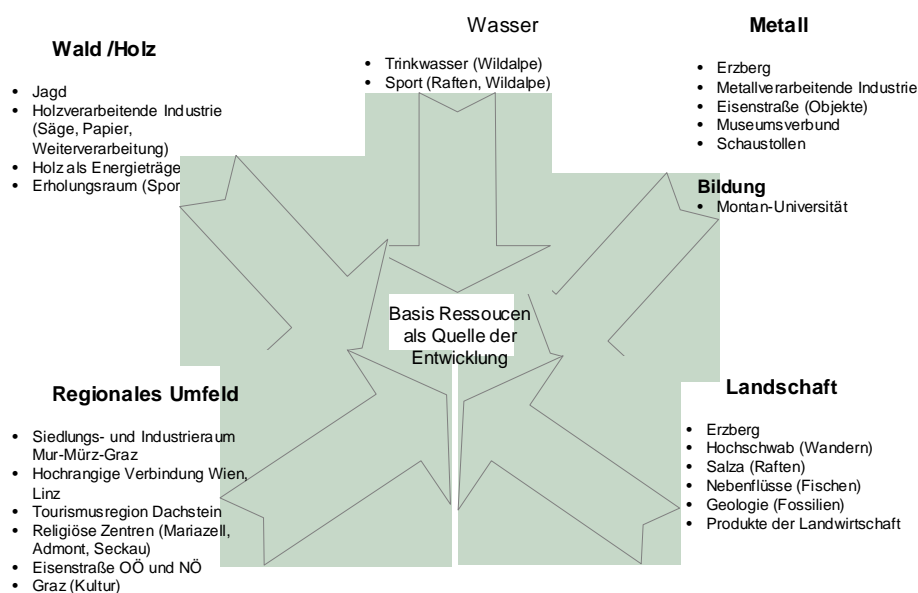 Wasser
• Trinkwasser (Wildalpe)
• Sport (Raften, Wildalpe)
Wald /Holz
• Jagd
• Holzverarbeitende Industrie
(Säge, Papier,
Weiterverarbeitung)
• Holz als Energieträge
• Erholungsraum (Spor
Metall
• Erzberg
• Metallverarbeitende Industrie
• Eisenstraße (Objekte)
• Museumsverbund
• Schaustollen
Bildung
• Montan-Universität
Basis Ressoucen
als Quelle der
Entwicklung
Regionales Umfeld
• Siedlungs- und Industrieraum
Mur-Mürz-Graz
• Hochrangige Verbindung Wien,
Linz
• Tourismusregion Dachstein
• Religiöse Zentren (Mariazell,
Admont, Seckau)
• Eisenstraße OÖ und NÖ
• Graz (Kultur)
Landschaft
• Erzberg
• Hochschwab (Wandern)
• Salza (Raften)
• Nebenflüsse (Fischen)
• Geologie (Fossilien)
• Produkte der Landwirtschaft